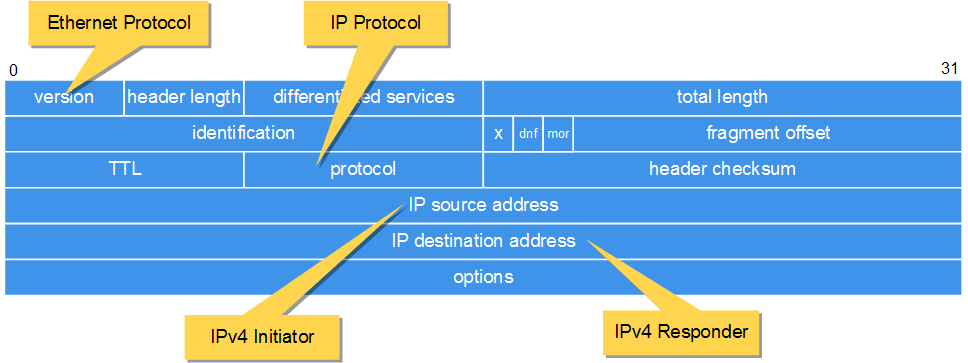 Ethernet Protocol
IP Protocol
0
31
version
header length
differentiated services
total length
identification
x
dnf
mor
fragment offset
TTL
protocol
header checksum
IP source address
IP destination address
options
IPv4 Initiator
IPv4 Responder